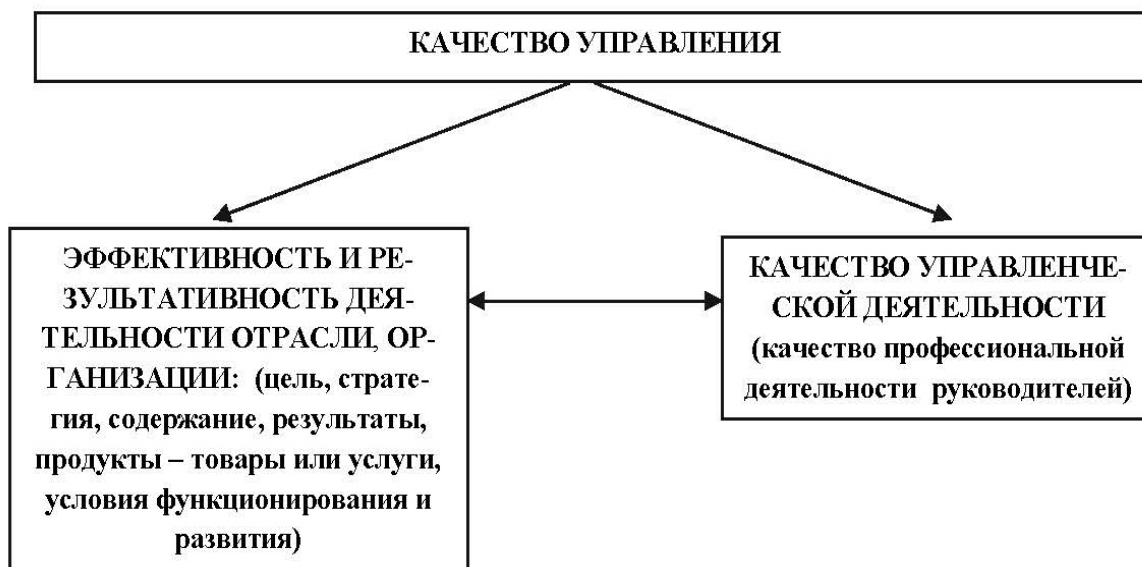 КАЧЕСТВО УПРАВЛЕНИЯ
ЭФФЕКТИВНОСТЬ И РЕ-
ЗУЛЬТАТИВНОСТЬ ДЕЯ-
ТЕЛЬНОСТИ ОТРАСЛИ, ОР-
ГАНИЗАЦИИ: (цель, страте-
гия, содержание, результаты,
продукты – товары или услуги,
условия функционирования и
развития)
КАЧЕСТВО УПРАВЛЕНЧЕ-
СКОЙ ДЕЯТЕЛЬНОСТИ
(качество профессиональной
деятельности руководителей)